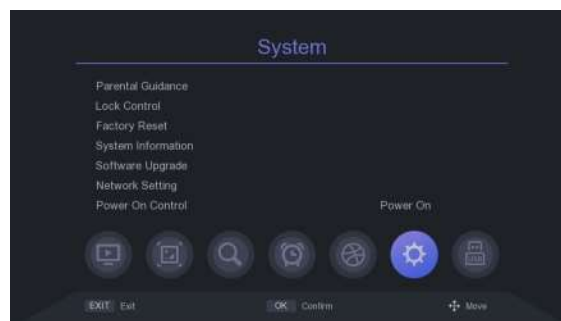 System
Parental Guidance
Lock Control
Factory Reset
System Information
Software Upgrade
Network Setting
Power On Control Power On
USB
EXIT Exit OK Confirm Move